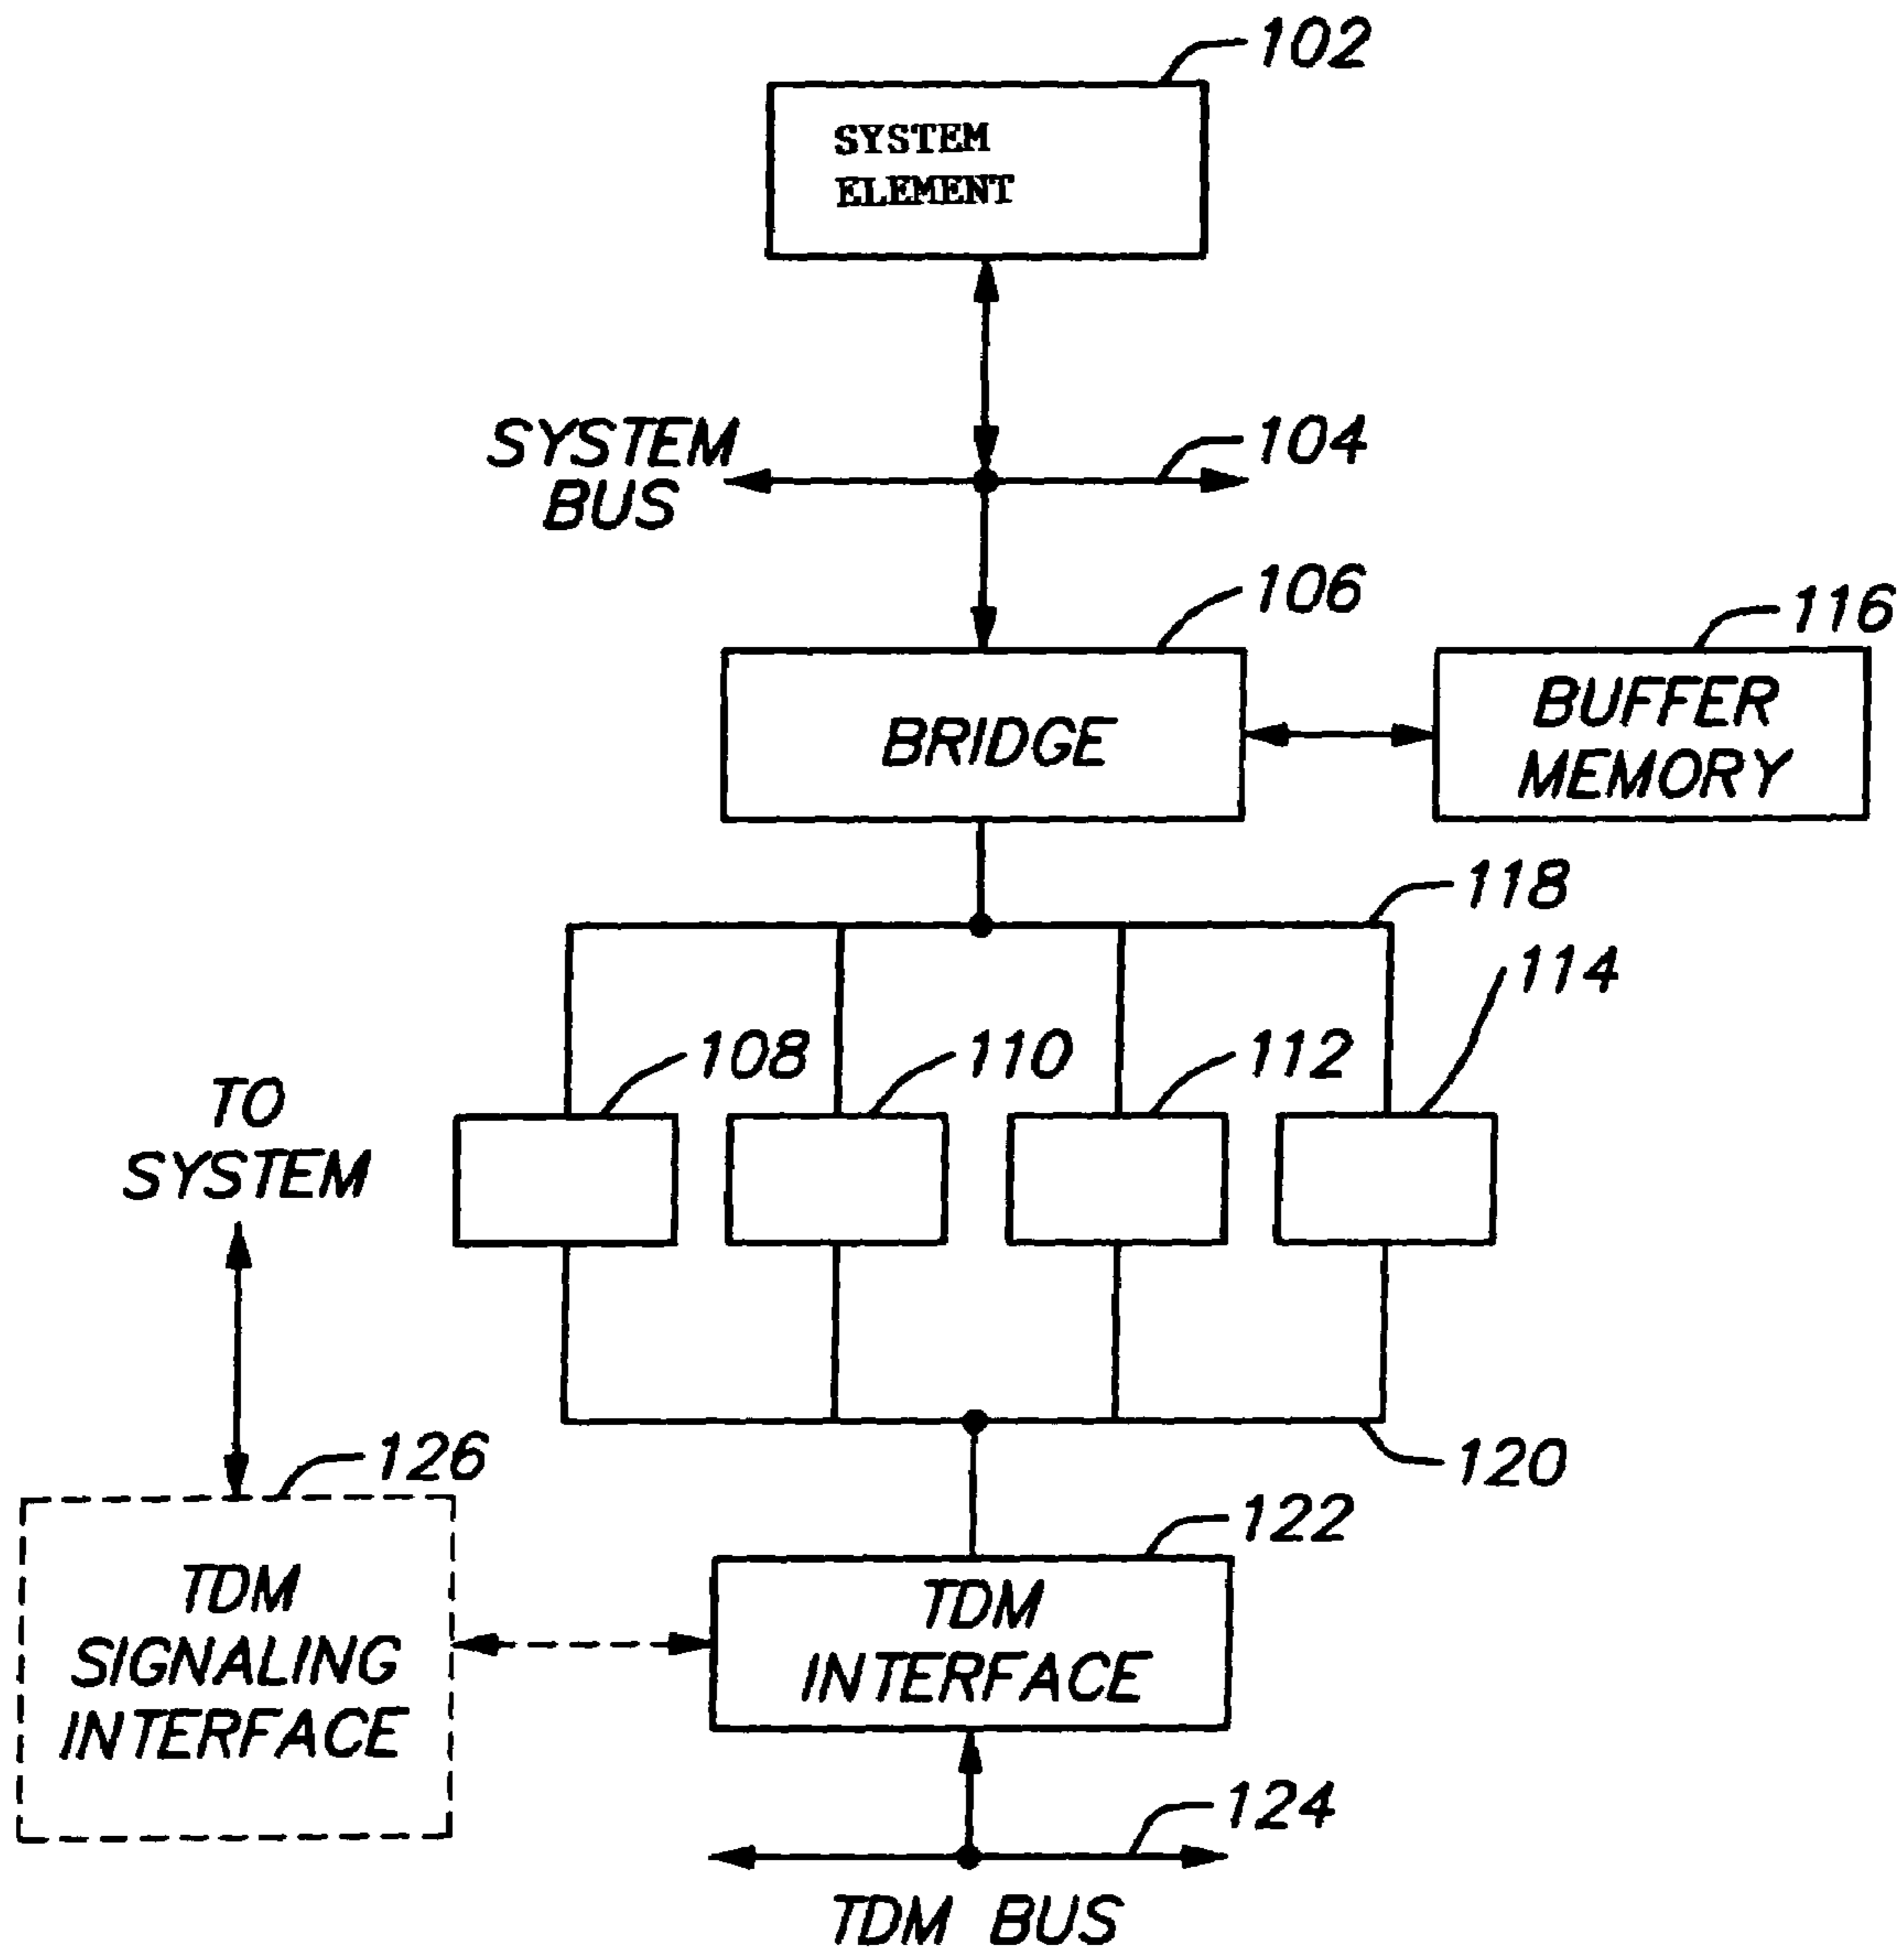 102
SYSTEM
ELEMENT
SYSTEM
BUS
104
106
116
BRIDGE
BUFFER
MEMORY
118
114
108
110
112
TO
SYSTEM
126
120
122
TDM
SIGNALING
INTERFACE
TDM
INTERFACE
124
TDM BUS